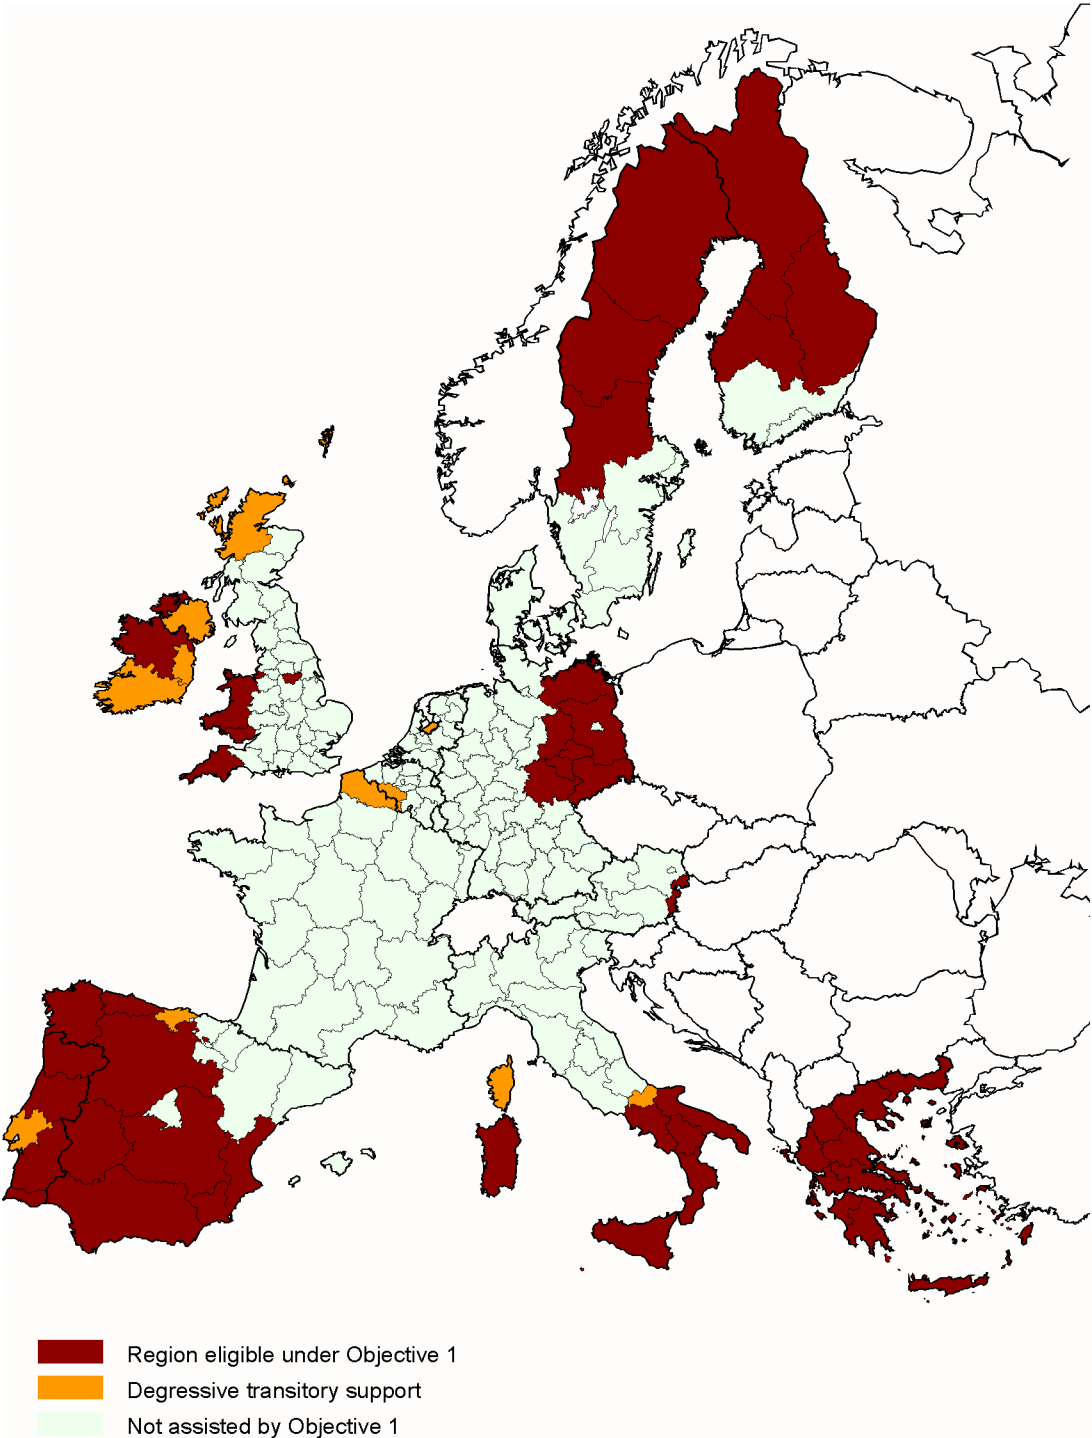 Region eligible under Objective 1
Degressive transitory support
Not assisted by Objective 1